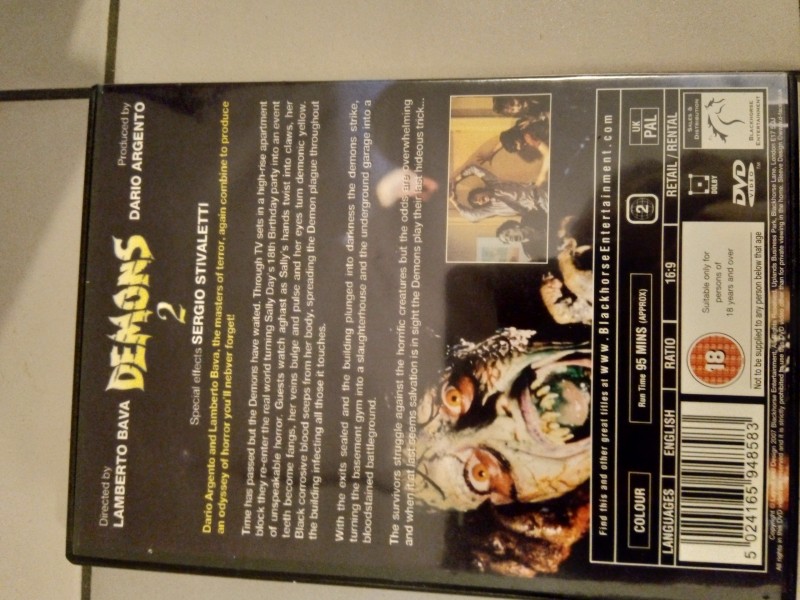 Directed by
LAMBERTO BAVA
DEMONS
2
Produced by
DARIO ARGENTO
Special effects SERGIO STIVALETTI
Dario Argento and Lamberto Bava, the masters of terror, again combine to produce
an odyssey of horror you'll nebver forget!
Time has passed but the Demons have waited. Through TV sets in a high-rise apartment
block they re-enter the real world turning Sally Day's 18th Birthday party into an event
of unspeakable horror. Guests watch aghast as Sally's hands twist into claws, her
teeth become fangs, her veins bulge and pulse and her eyes turn demonic yellow.
Black corrosive blood seeps from her body, spreading the Demon plague throughout
the building infecting all those it touches.
With the exits sealed and the building plunged into darkness the demons strike,
turning the basement gym into a slaughterhouse and the underground garage into a
bloodstained battleground.
The survivors struggle against the horrific creatures but the odds are overwhelming
and when it at last seems salvation is in sight the Demons play their last hideous trick...
Find this and other great titles at www.BlackhorseEntertainment.com
COLOUR
Run Time 95 MINS (APPROX)
2
UK
PAL
LANGUAGES
ENGLISH
RATIO
16:9
RETAIL / RENTAL
5 024165 948583
18
Suitable only for
persons of
18 years and over
Not to be supplied to any person below that age
DOLBY
DVD
VIDEO
TM
SALES &
DISTRIBUTION
BLACKHORSE
ENTERTAINMENT